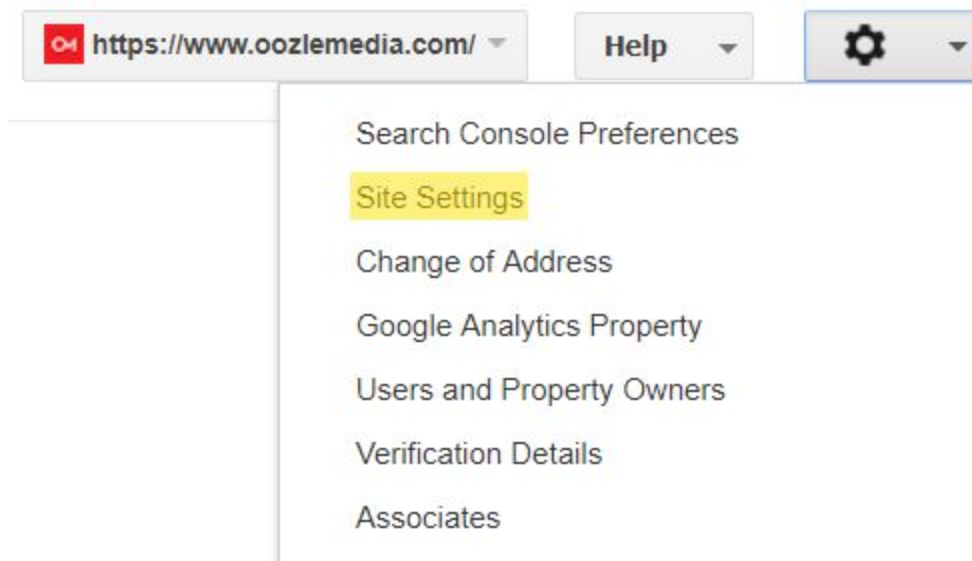 https://www.oozlemedia.com/ Help
Search Console Preferences
Site Settings
Change of Address
Google Analytics Property
Users and Property Owners
Verification Details
Associates